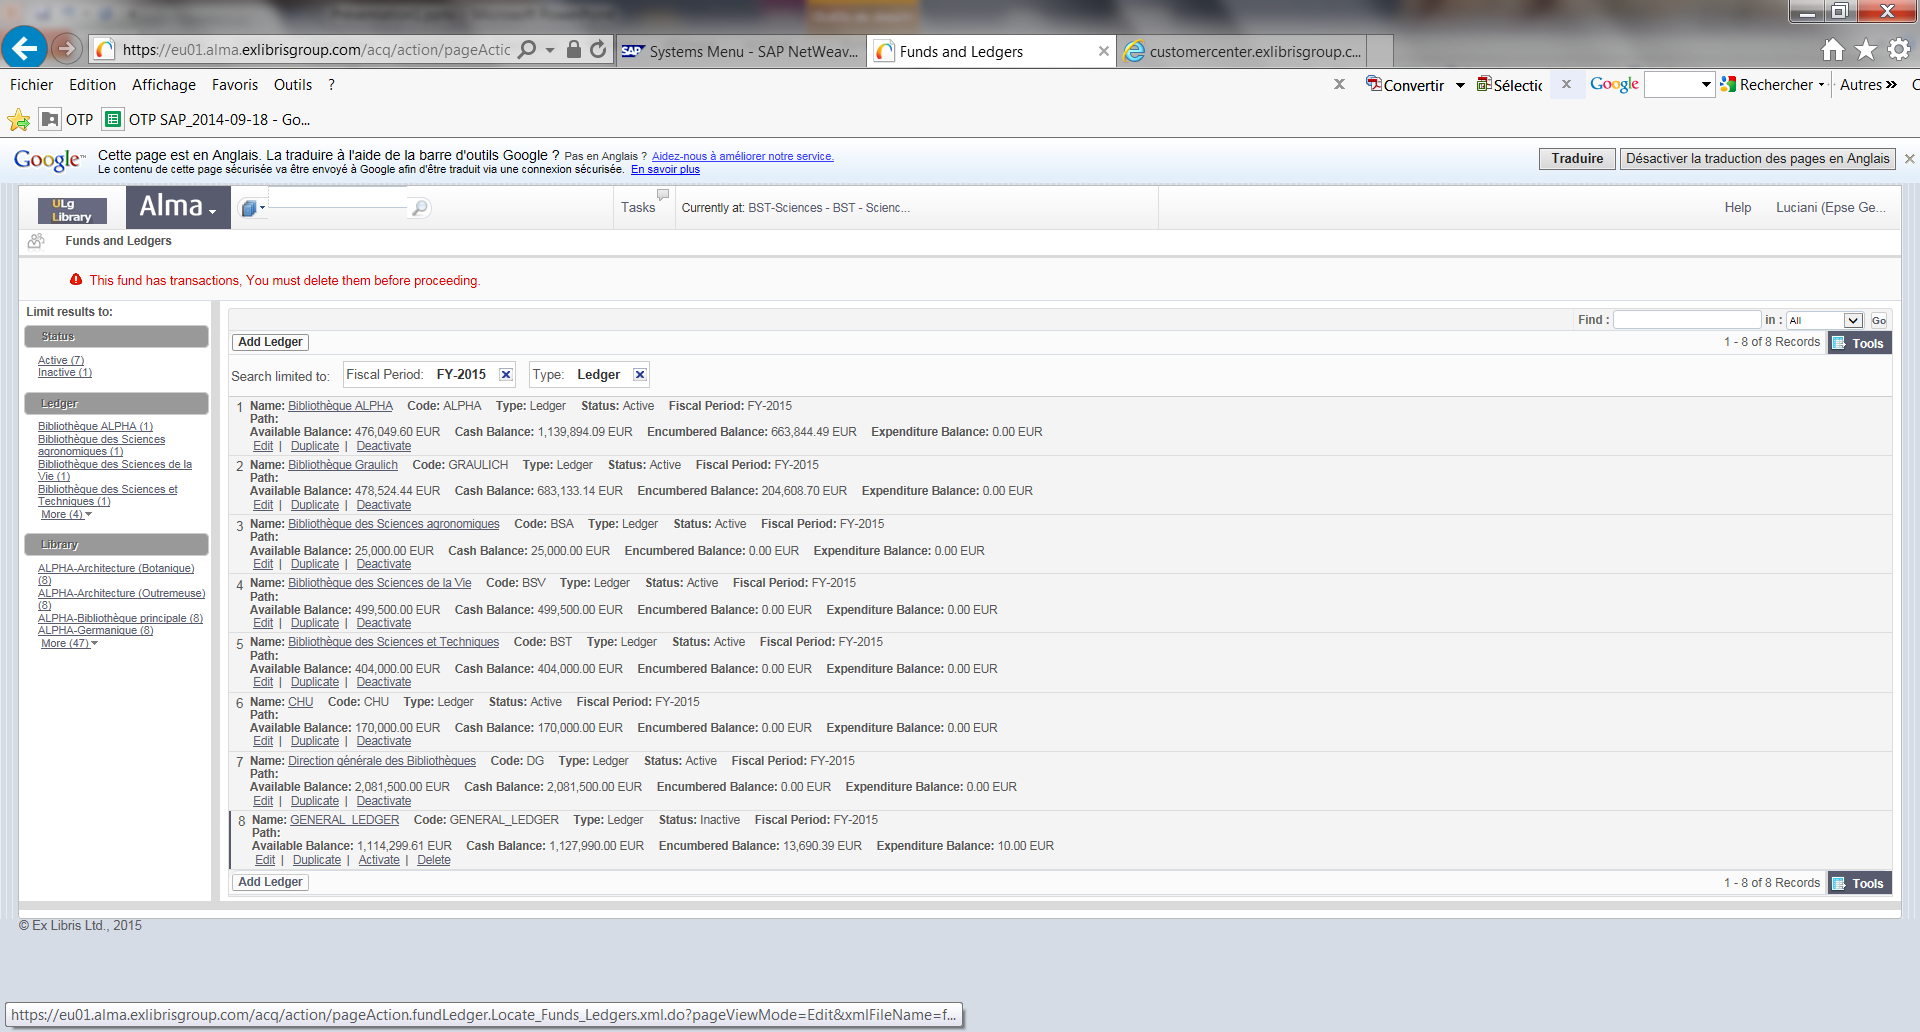 https://eu01.alma.exlibrisgroup.com/acq/action/pageActic
Systems Menu - SAP NetWeav...
Funds and Ledgers
customercenter.exlibrisgroup.c...
Fichier Edition Affichage Favoris Outils ?
Convertir Sélectic Google Rechercher Autres
OTP OTP SAP_2014-09-18 - Go...
Google Cette page est en Anglais. La traduire à l'aide de la barre d'outils Google ? Pas en Anglais ? Aidez-nous à améliorer notre service.
Le contenu de cette page sécurisée va être envoyé à Google afin d'être traduit via une connexion sécurisée. En savoir plus
Traduire Désactiver la traduction des pages en Anglais
ULg Library
Alma
Tasks Currently at: BST-Sciences - BST - Scienc... Help Luciani (Epse Ge...
Funds and Ledgers
This fund has transactions, You must delete them before proceeding.
Limit results to:
Status
Active (7)
Inactive (1)
Ledger
Bibliothèque ALPHA (1)
Bibliothèque des Sciences
agronomiques (1)
Bibliothèque des Sciences de la
Vie (1)
Bibliothèque des Sciences et
Techniques (1)
More (4)
Library
ALPHA-Architecture (Botanique)
(8)
ALPHA-Architecture (Outremeuse)
(8)
ALPHA-Bibliothèque principale (8)
ALPHA-Germanique (8)
More (47)
Find : in : All Go
Add Ledger 1 - 8 of 8 Records Tools
Search limited to: Fiscal Period: FY-2015 Type: Ledger
1 Name: Bibliothèque ALPHA Code: ALPHA Type: Ledger Status: Active Fiscal Period: FY-2015
Path:
Available Balance: 476,049.60 EUR Cash Balance: 1,139,894.09 EUR Encumbered Balance: 663,844.49 EUR Expenditure Balance: 0.00 EUR
Edit | Duplicate | Deactivate
2 Name: Bibliothèque Graulich Code: GRAULICH Type: Ledger Status: Active Fiscal Period: FY-2015
Path:
Available Balance: 478,524.44 EUR Cash Balance: 683,133.14 EUR Encumbered Balance: 204,608.70 EUR Expenditure Balance: 0.00 EUR
Edit | Duplicate | Deactivate
3 Name: Bibliothèque des Sciences agronomiques Code: BSA Type: Ledger Status: Active Fiscal Period: FY-2015
Path:
Available Balance: 25,000.00 EUR Cash Balance: 25,000.00 EUR Encumbered Balance: 0.00 EUR Expenditure Balance: 0.00 EUR
Edit | Duplicate | Deactivate
4 Name: Bibliothèque des Sciences de la Vie Code: BSV Type: Ledger Status: Active Fiscal Period: FY-2015
Path:
Available Balance: 499,500.00 EUR Cash Balance: 499,500.00 EUR Encumbered Balance: 0.00 EUR Expenditure Balance: 0.00 EUR
Edit | Duplicate | Deactivate
5 Name: Bibliothèque des Sciences et Techniques Code: BST Type: Ledger Status: Active Fiscal Period: FY-2015
Path:
Available Balance: 404,000.00 EUR Cash Balance: 404,000.00 EUR Encumbered Balance: 0.00 EUR Expenditure Balance: 0.00 EUR
Edit | Duplicate | Deactivate
6 Name: CHU Code: CHU Type: Ledger Status: Active Fiscal Period: FY-2015
Path:
Available Balance: 170,000.00 EUR Cash Balance: 170,000.00 EUR Encumbered Balance: 0.00 EUR Expenditure Balance: 0.00 EUR
Edit | Duplicate | Deactivate
7 Name: Direction générale des Bibliothèques Code: DG Type: Ledger Status: Active Fiscal Period: FY-2015
Path:
Available Balance: 2,081,500.00 EUR Cash Balance: 2,081,500.00 EUR Encumbered Balance: 0.00 EUR Expenditure Balance: 0.00 EUR
Edit | Duplicate | Deactivate
8 Name: GENERAL_LEDGER Code: GENERAL_LEDGER Type: Ledger Status: Inactive Fiscal Period: FY-2015
Path:
Available Balance: 1,114,299.61 EUR Cash Balance: 1,127,990.00 EUR Encumbered Balance: 13,690.39 EUR Expenditure Balance: 10.00 EUR
Edit | Duplicate | Activate | Delete
Add Ledger 1 - 8 of 8 Records Tools
© Ex Libris Ltd., 2015
https://eu01.alma.exlibrisgroup.com/acq/action/pageAction.fundLedger.Locate_Funds_Ledgers.xml.do?pageViewMode=Edit&xmlFileName=f...